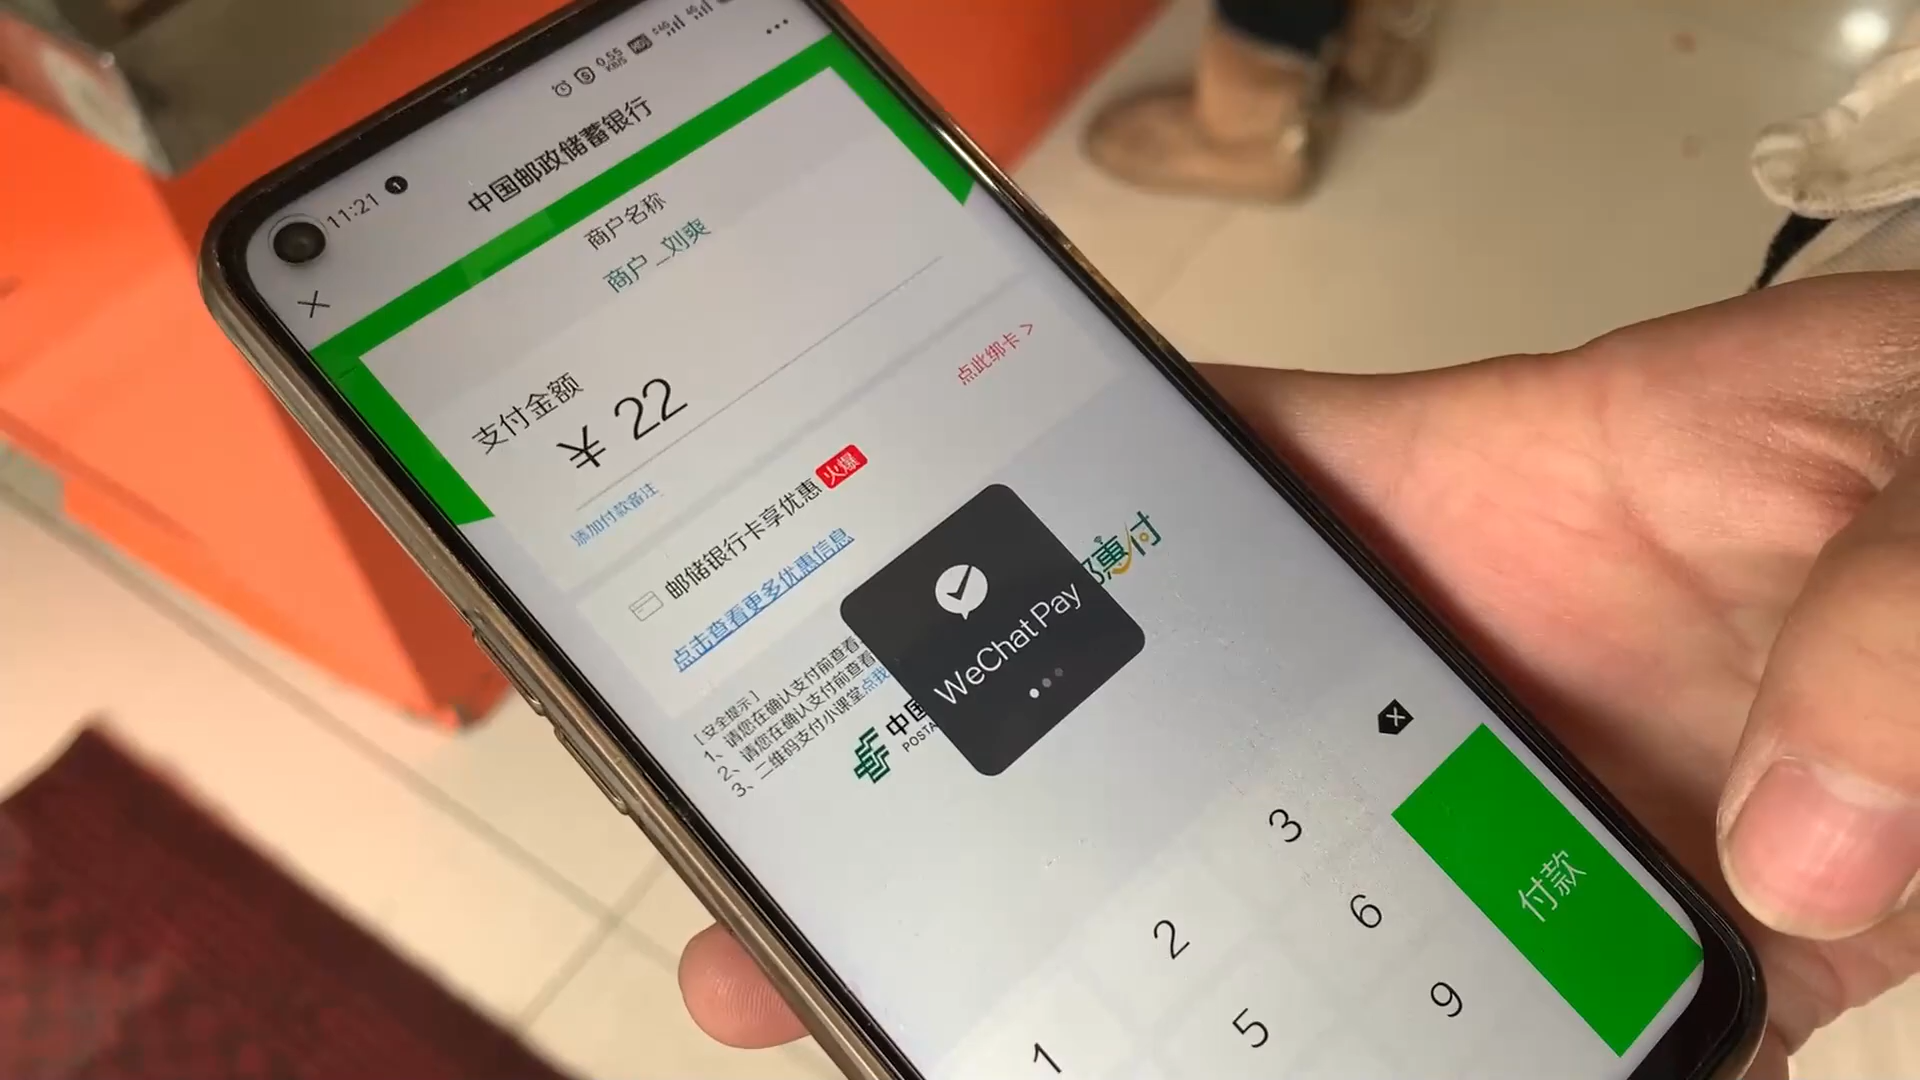 11:21
0.55
KB/S
4G
中国邮政储蓄银行
商户名称
商户_刘爽
支付金额
¥ 22
添加付款备注
邮储银行卡享优惠 火爆
点此绑卡 >
点击查看更多优惠信息
[ 安全提示 ]
1、请您在确认支付前查看
2、请您在确认支付前查看
3、二维码支付小课堂点我
中国
POSTA
惠付
WeChat Pay
1
2
3
5
6
9
付款